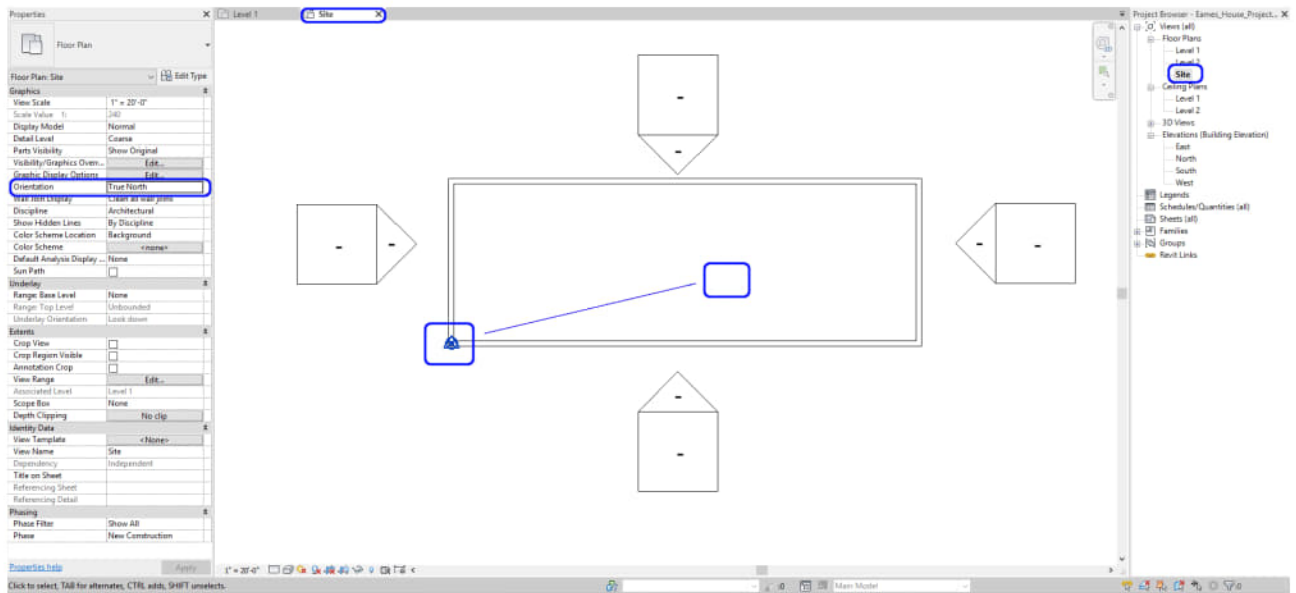 Properties
Floor Plan
Floor Plan: Site
Edit Type
Graphics
View Scale 1" = 20'-0"
Scale Value 1: 240
Display Model Normal
Detail Level Coarse
Parts Visibility Show Original
Visibility/Graphics Overr... Edit...
Graphic Display Options Edit...
Orientation True North
Wall Join Display Clean all wall joins
Discipline Architectural
Show Hidden Lines By Discipline
Color Scheme Location Background
Color Scheme <none>
Default Analysis Display ... None
Sun Path
Underlay
Range: Base Level None
Range: Top Level Unbounded
Underlay Orientation Look down
Extents
Crop View
Crop Region Visible
Annotation Crop
View Range Edit...
Associated Level Level 1
Scope Box None
Depth Clipping No clip
Identity Data
View Template <None>
View Name Site
Dependency Independent
Title on Sheet
Referencing Sheet
Referencing Detail
Phasing
Phase Filter Show All
Phase New Construction
Properties help
Apply
Click to select, TAB for alternates, CTRL adds, SHIFT unselects.
Level 1
Site
1" = 20'-0"
:0
Main Model
Project Browser - Eames_House_Project...
Views (all)
Floor Plans
Level 1
Level 2
Site
Ceiling Plans
Level 1
Level 2
3D Views
Elevations (Building Elevation)
East
North
South
West
Legends
Schedules/Quantities (all)
Sheets (all)
Families
Groups
Revit Links
:0